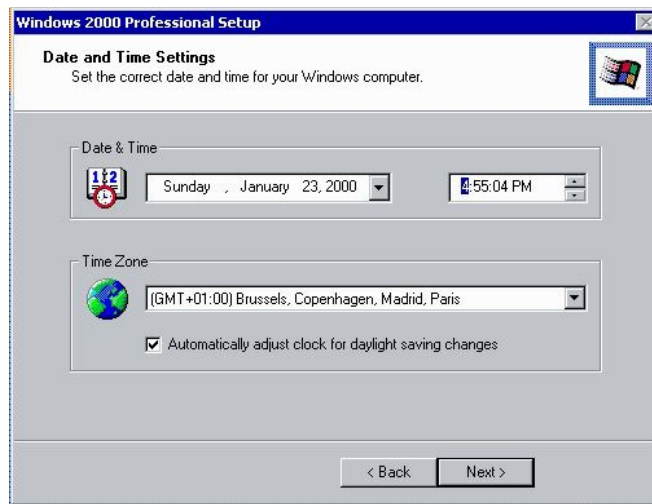 Windows 2000 Professional Setup
Date and Time Settings
Set the correct date and time for your Windows computer.
Date & Time
12
Sunday , January 23, 2000
4:55:04 PM
Time Zone
(GMT+01:00) Brussels, Copenhagen, Madrid, Paris
Automatically adjust clock for daylight saving changes
< Back
Next >